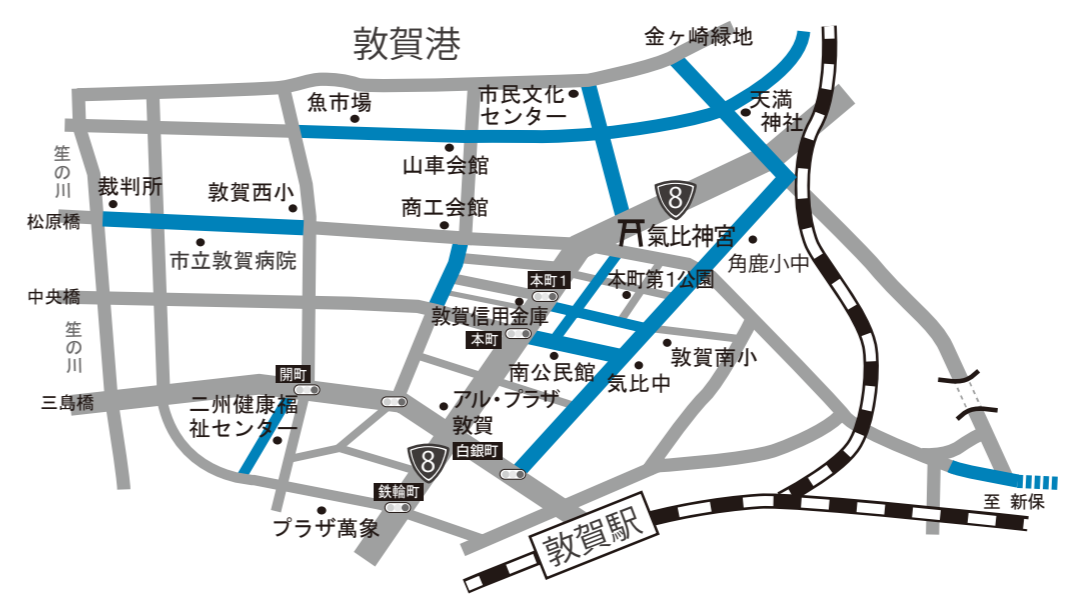 敦賀港
金ヶ崎緑地
魚市場
市民文化
センター
天満
神社
笙の川
裁判所
敦賀西小
山車会館
商工会館
8
松原橋
氣比神宮
市立敦賀病院
角鹿小中
本町1
本町第1公園
中央橋
敦賀信用金庫
本町
笙の川
南公民館
気比中
敦賀南小
開町
三島橋
二州健康福
祉センター
アル・プラザ
敦賀
白銀町
8
鉄輪町
プラザ萬象
敦賀駅
至 新保